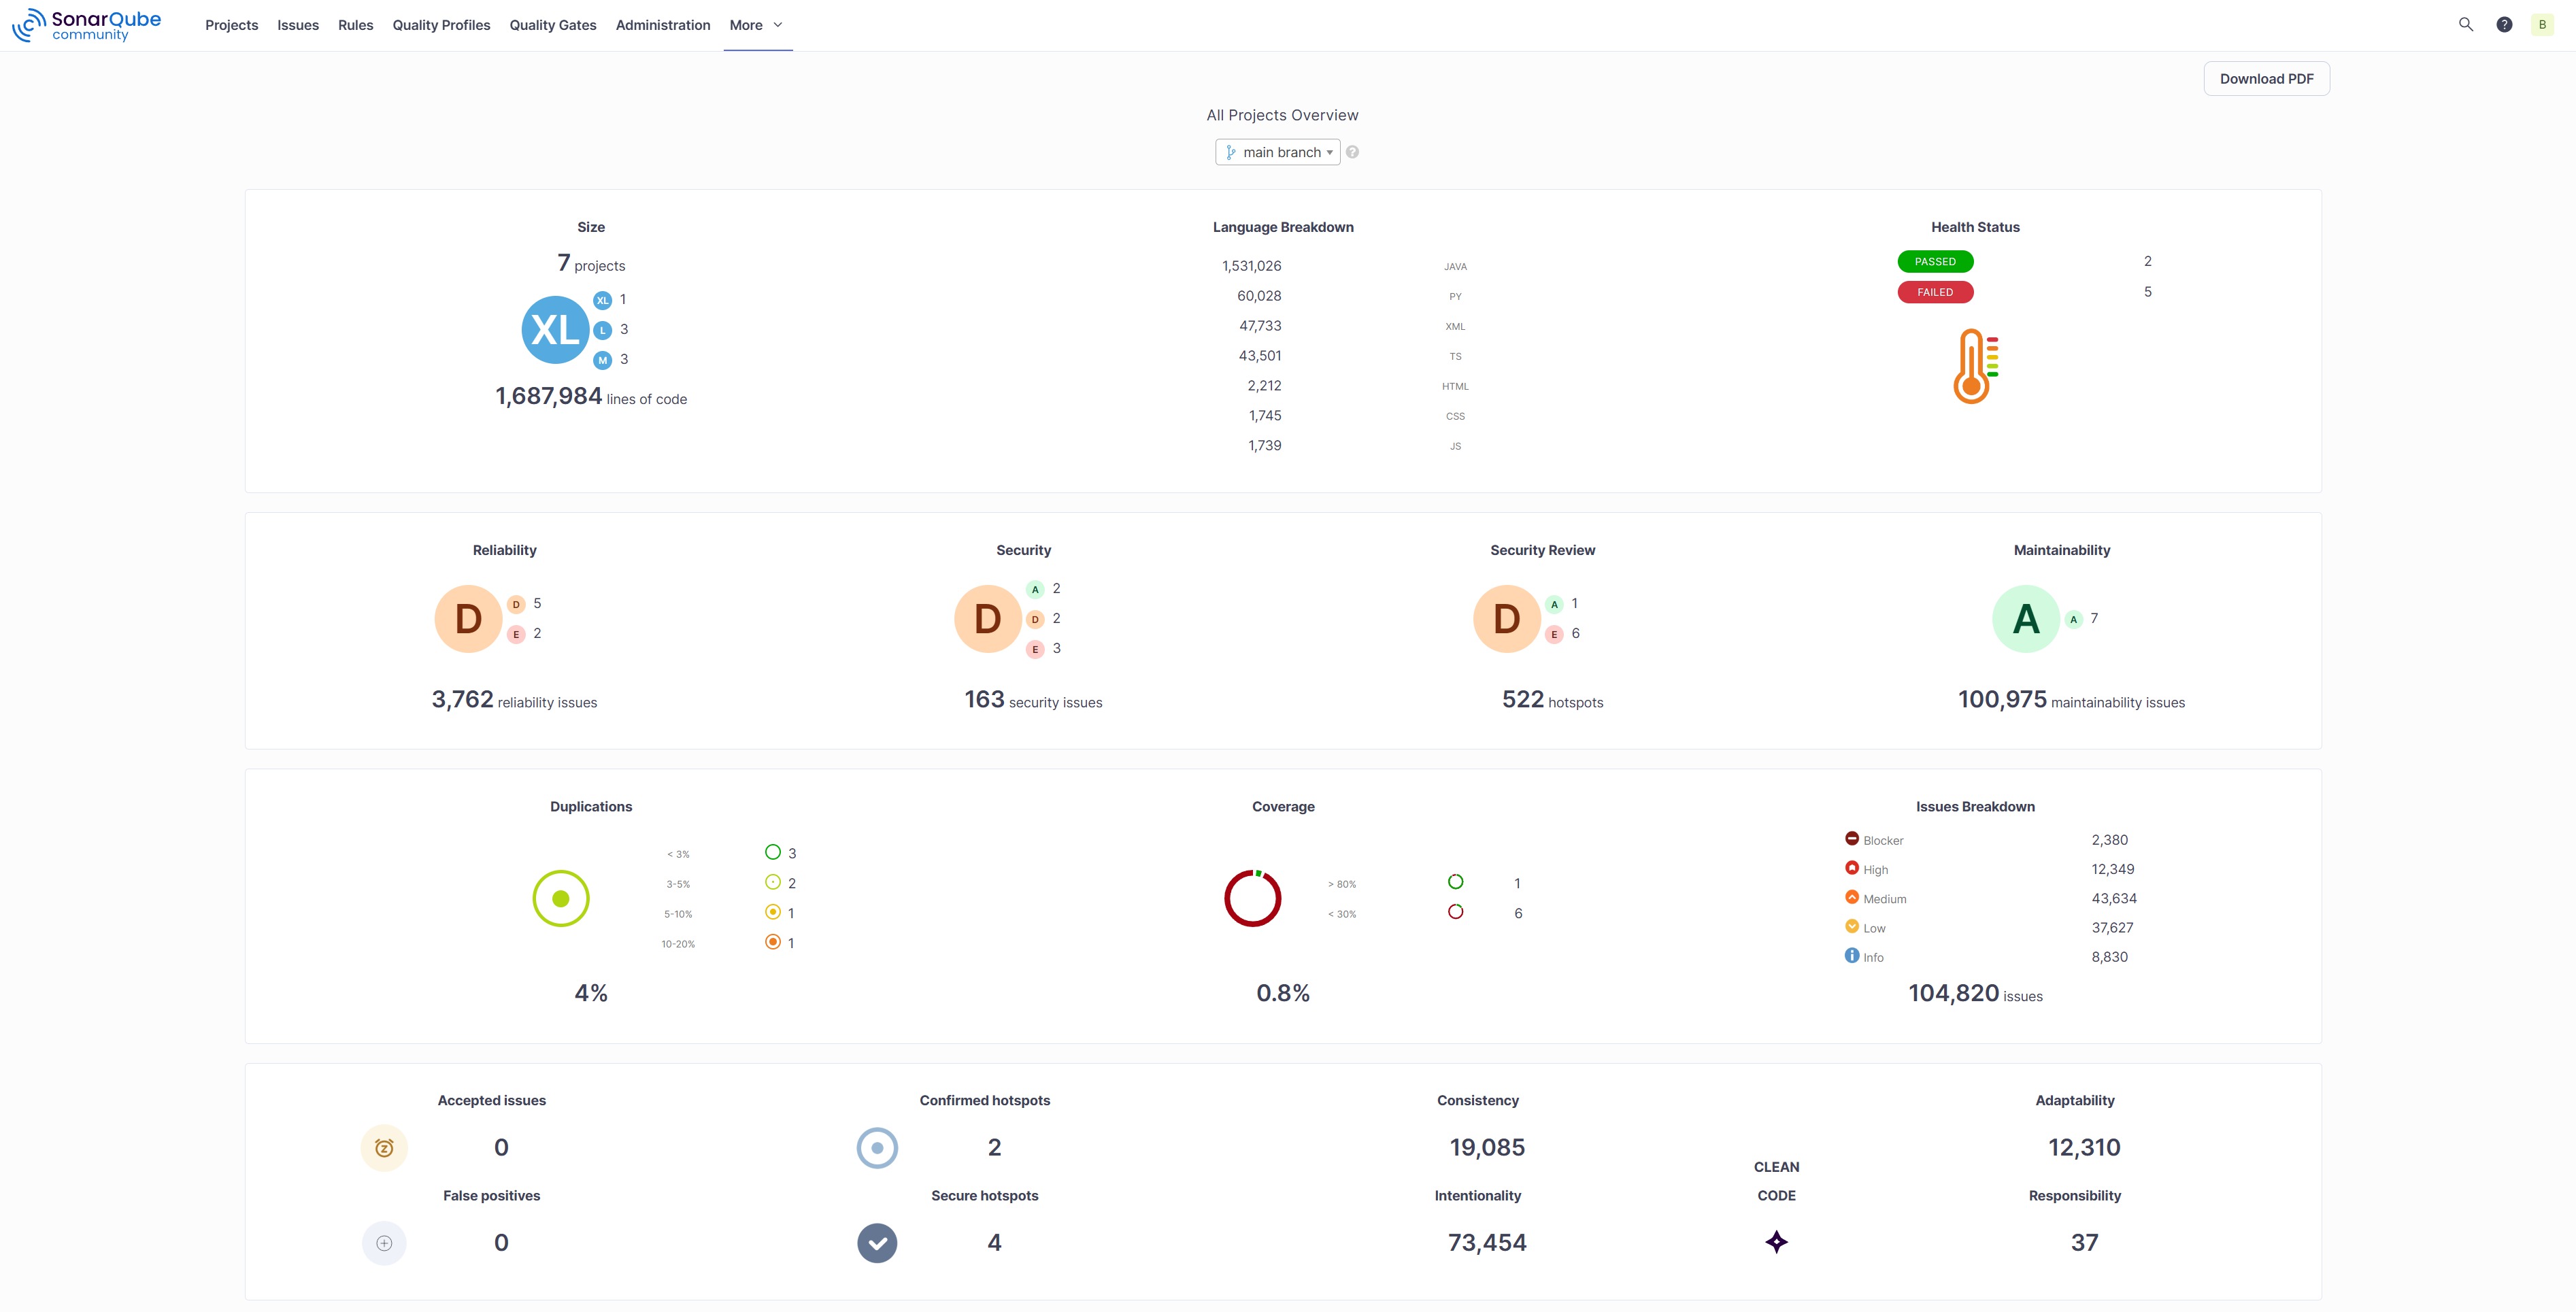 SonarQube community
Projects Issues Rules Quality Profiles Quality Gates Administration More ? B
Download PDF
All Projects Overview
main branch ?
Size
7 projects
XL
XL 1
L 3
M 3
1,687,984 lines of code
Language Breakdown
1,531,026 JAVA
60,028 PY
47,733 XML
43,501 TS
2,212 HTML
1,745 CSS
1,739 JS
Health Status
PASSED 2
FAILED 5
Reliability
D
D 5
E 2
3,762 reliability issues
Security
D
A 2
D 2
E 3
163 security issues
Security Review
D
A 1
E 6
522 hotspots
Maintainability
A
A 7
100,975 maintainability issues
Duplications
< 3% 3
3-5% 2
5-10% 1
10-20% 1
4%
Coverage
> 80% 1
< 30% 6
0.8%
Issues Breakdown
Blocker 2,380
High 12,349
Medium 43,634
Low 37,627
Info 8,830
104,820 issues
Accepted issues
0
False positives
0
Confirmed hotspots
2
Secure hotspots
4
Consistency
19,085
Intentionality
73,454
CLEAN
CODE
Adaptability
12,310
Responsibility
37